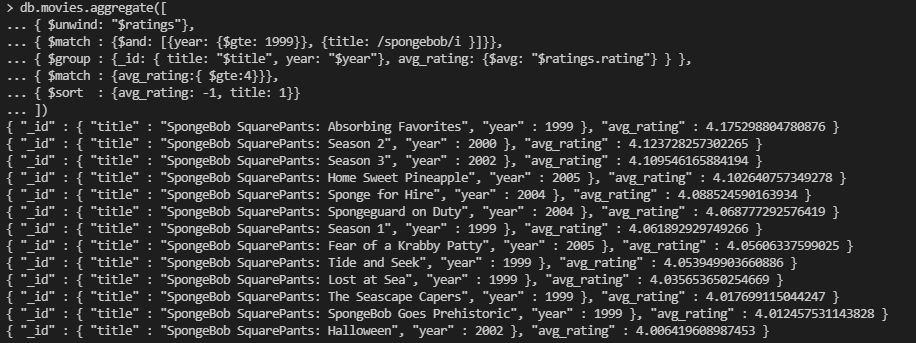 > db.movies.aggregate([
... { $unwind: "$ratings"},
... { $match : {$and: [{year: {$gte: 1999}}, {title: /spongebob/i }]}},
... { $group : {_id: { title: "$title", year: "$year"}, avg_rating: {$avg: "$ratings.rating"} } },
... { $match : {avg_rating:{ $gte:4}}},
... { $sort  : {avg_rating: -1, title: 1}}
... ])
{ "_id" : { "title" : "SpongeBob SquarePants: Absorbing Favorites", "year" : 1999 }, "avg_rating" : 4.175298804780876 }
{ "_id" : { "title" : "SpongeBob SquarePants: Season 2", "year" : 2000 }, "avg_rating" : 4.123728257302265 }
{ "_id" : { "title" : "SpongeBob SquarePants: Season 3", "year" : 2002 }, "avg_rating" : 4.109546165884194 }
{ "_id" : { "title" : "SpongeBob SquarePants: Home Sweet Pineapple", "year" : 2005 }, "avg_rating" : 4.102640757349278 }
{ "_id" : { "title" : "SpongeBob SquarePants: Sponge for Hire", "year" : 2004 }, "avg_rating" : 4.088524590163934 }
{ "_id" : { "title" : "SpongeBob SquarePants: Spongeguard on Duty", "year" : 2004 }, "avg_rating" : 4.068777292576419 }
{ "_id" : { "title" : "SpongeBob SquarePants: Season 1", "year" : 1999 }, "avg_rating" : 4.061892929749266 }
{ "_id" : { "title" : "SpongeBob SquarePants: Fear of a Krabby Patty", "year" : 2005 }, "avg_rating" : 4.05606337599025 }
{ "_id" : { "title" : "SpongeBob SquarePants: Tide and Seek", "year" : 1999 }, "avg_rating" : 4.053949903660886 }
{ "_id" : { "title" : "SpongeBob SquarePants: Lost at Sea", "year" : 1999 }, "avg_rating" : 4.035653650254669 }
{ "_id" : { "title" : "SpongeBob SquarePants: The Seascape Capers", "year" : 1999 }, "avg_rating" : 4.017699115044247 }
{ "_id" : { "title" : "SpongeBob SquarePants: SpongeBob Goes Prehistoric", "year" : 1999 }, "avg_rating" : 4.012457531143828 }
{ "_id" : { "title" : "SpongeBob SquarePants: Halloween", "year" : 2002 }, "avg_rating" : 4.006419608987453 }